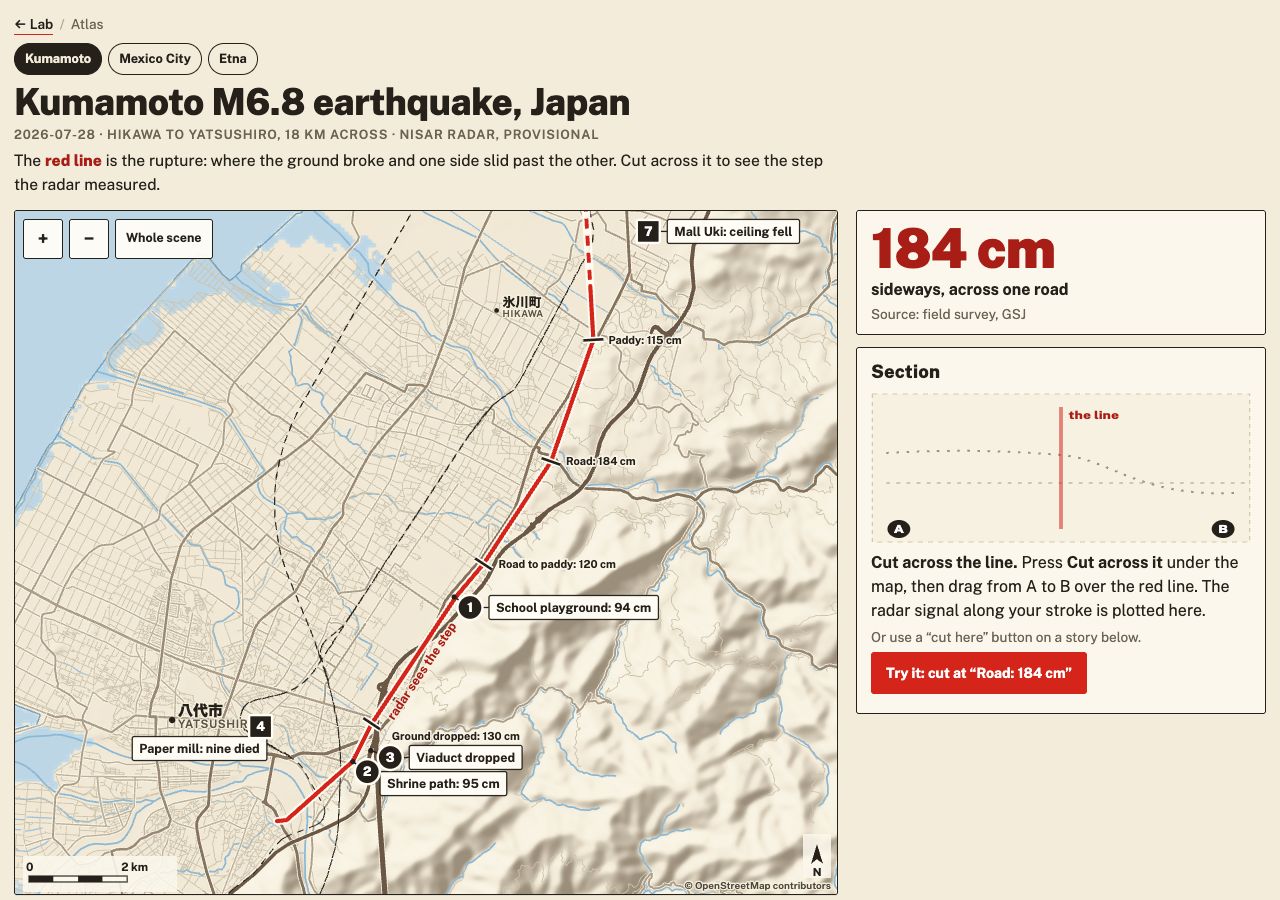 ← Lab / Atlas
Kumamoto Mexico City Etna
Kumamoto M6.8 earthquake, Japan
2026-07-28 · HIKAWA TO YATSUSHIRO, 18 KM ACROSS · NISAR RADAR, PROVISIONAL
The red line is the rupture: where the ground broke and one side slid past the other. Cut across it to see the step
the radar measured.
+ − Whole scene
7 Mall Uki: ceiling fell
氷川町
HIKAWA
Paddy: 115 cm
Road: 184 cm
Road to paddy: 120 cm
1 School playground: 94 cm
radar sees the step
八代市
YATSUSHIR
4
Paper mill: nine died
Ground dropped: 130 cm
3 Viaduct dropped
2
Shrine path: 95 cm
0 2 km
N
© OpenStreetMap contributors
184 cm
sideways, across one road
Source: field survey, GSJ
Section
the line
A B
Cut across the line. Press Cut across it under the
map, then drag from A to B over the red line. The
radar signal along your stroke is plotted here.
Or use a “cut here” button on a story below.
Try it: cut at “Road: 184 cm”